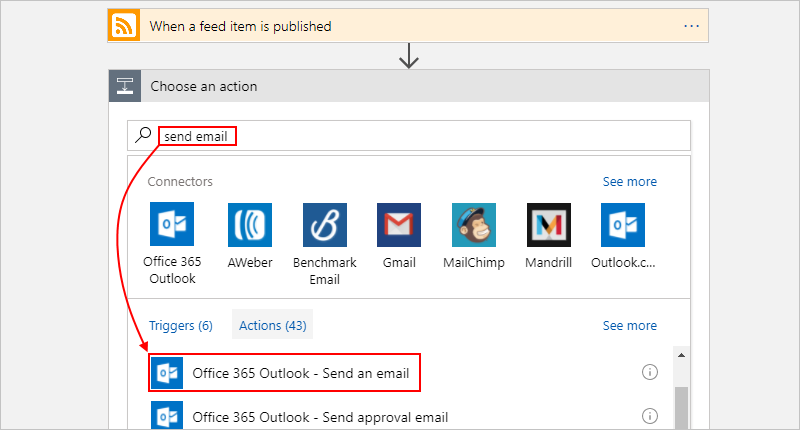 When a feed item is published
Choose an action
send email
Connectors
See more
Office 365
Outlook
AWeber
Benchmark
Email
Gmail
MailChimp
Mandrill
Outlook.c...
Triggers (6)
Actions (43)
See more
Office 365 Outlook - Send an email
Office 365 Outlook - Send approval email